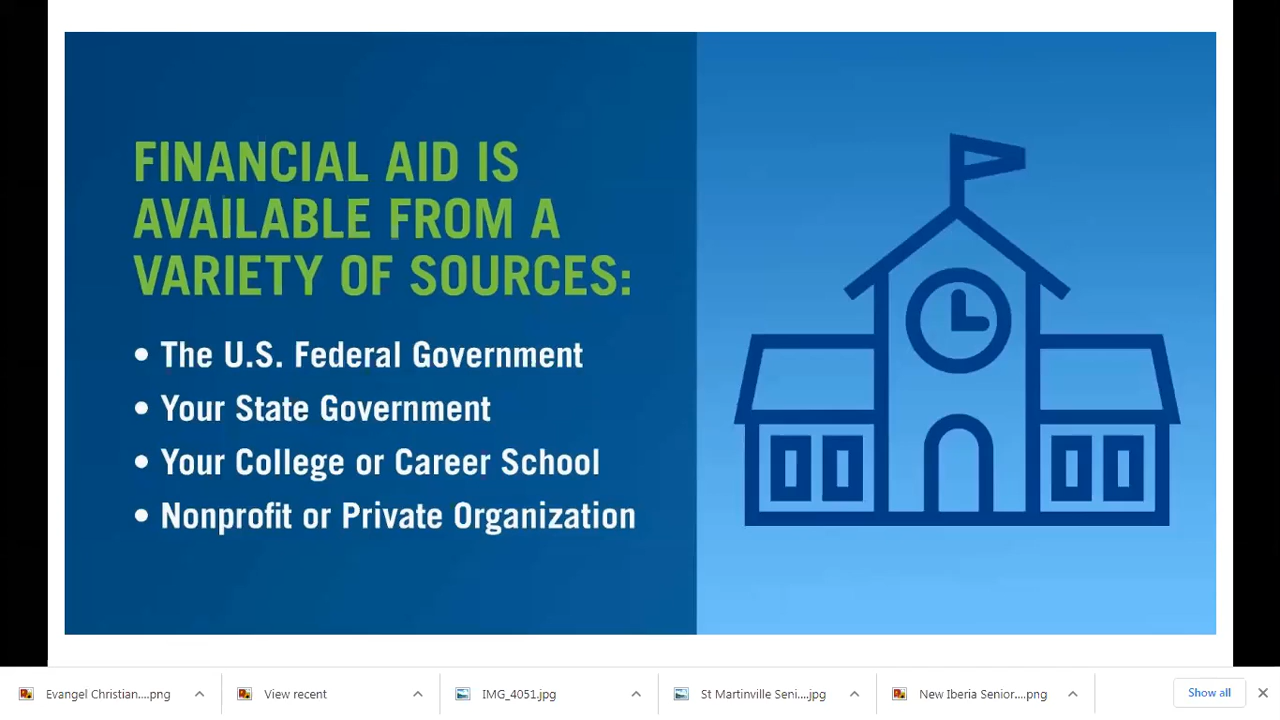 FINANCIAL AID IS
AVAILABLE FROM A
VARIETY OF SOURCES:
• The U.S. Federal Government
• Your State Government
• Your College or Career School
• Nonprofit or Private Organization
Evangel Christian....png
View recent
IMG_4051.jpg
St Martinville Seni....jpg
New Iberia Senior....png
Show all